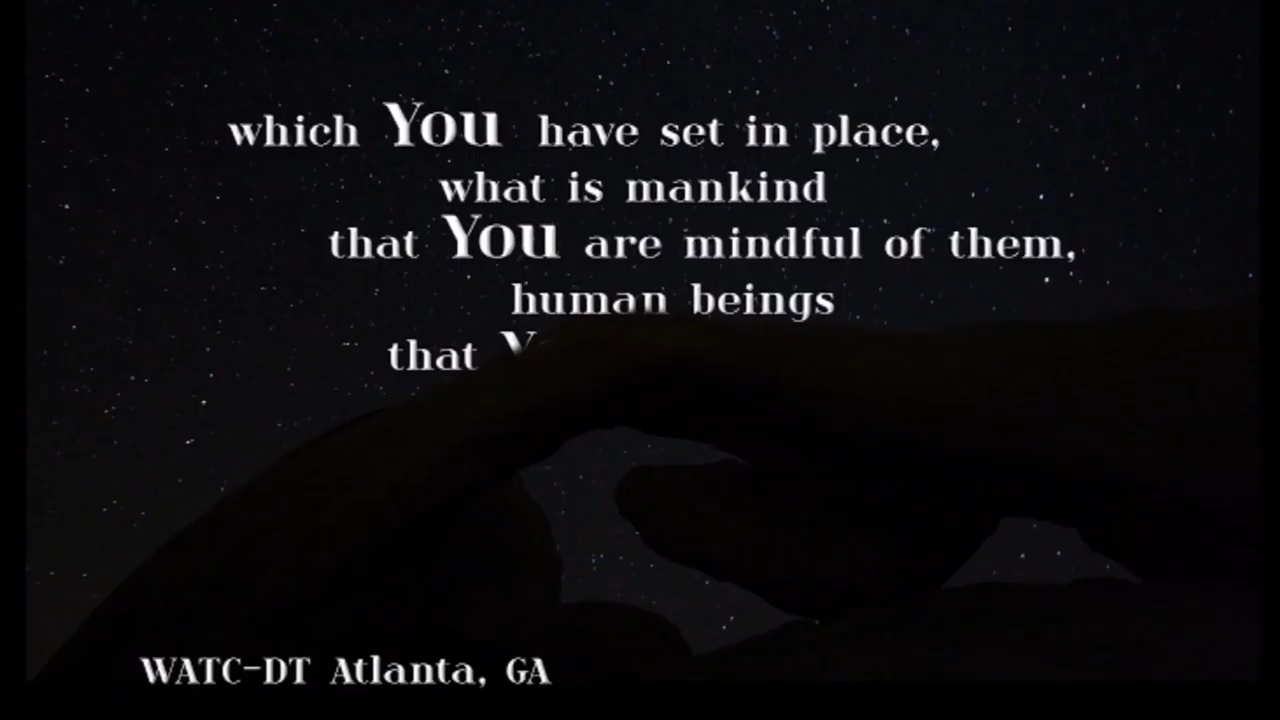 which You have set in place,
what is mankind
that You are mindful of them,
human beings
that
WATC-DT Atlanta, GA